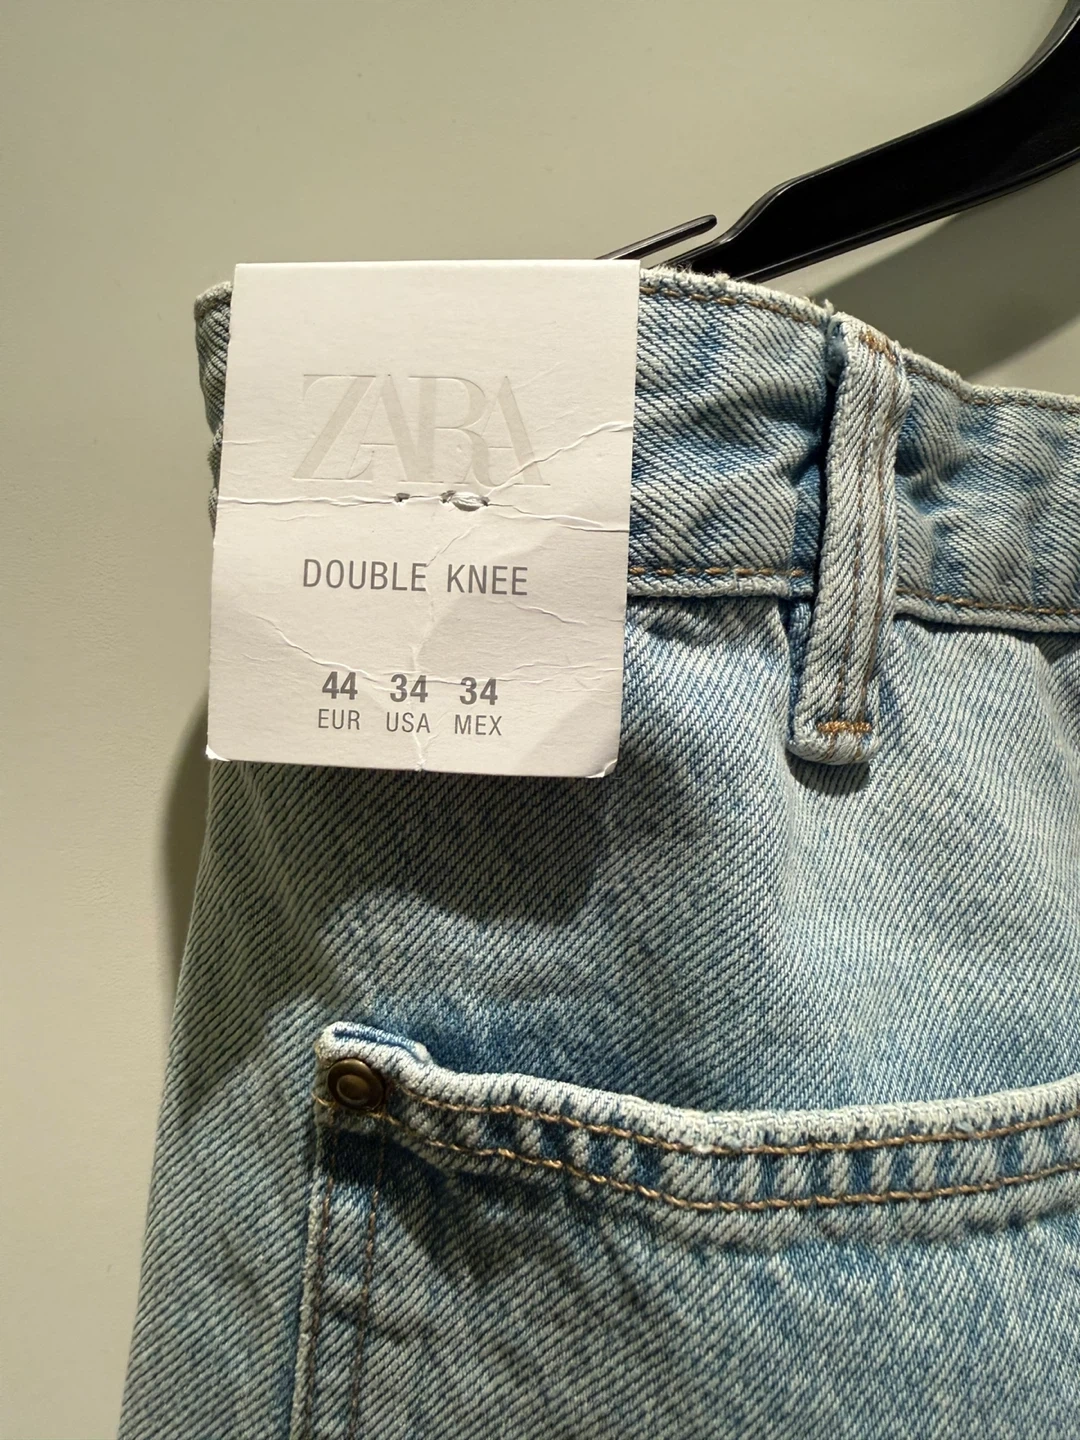 ZARA
DOUBLE KNEE
44 34 34
EUR USA MEX